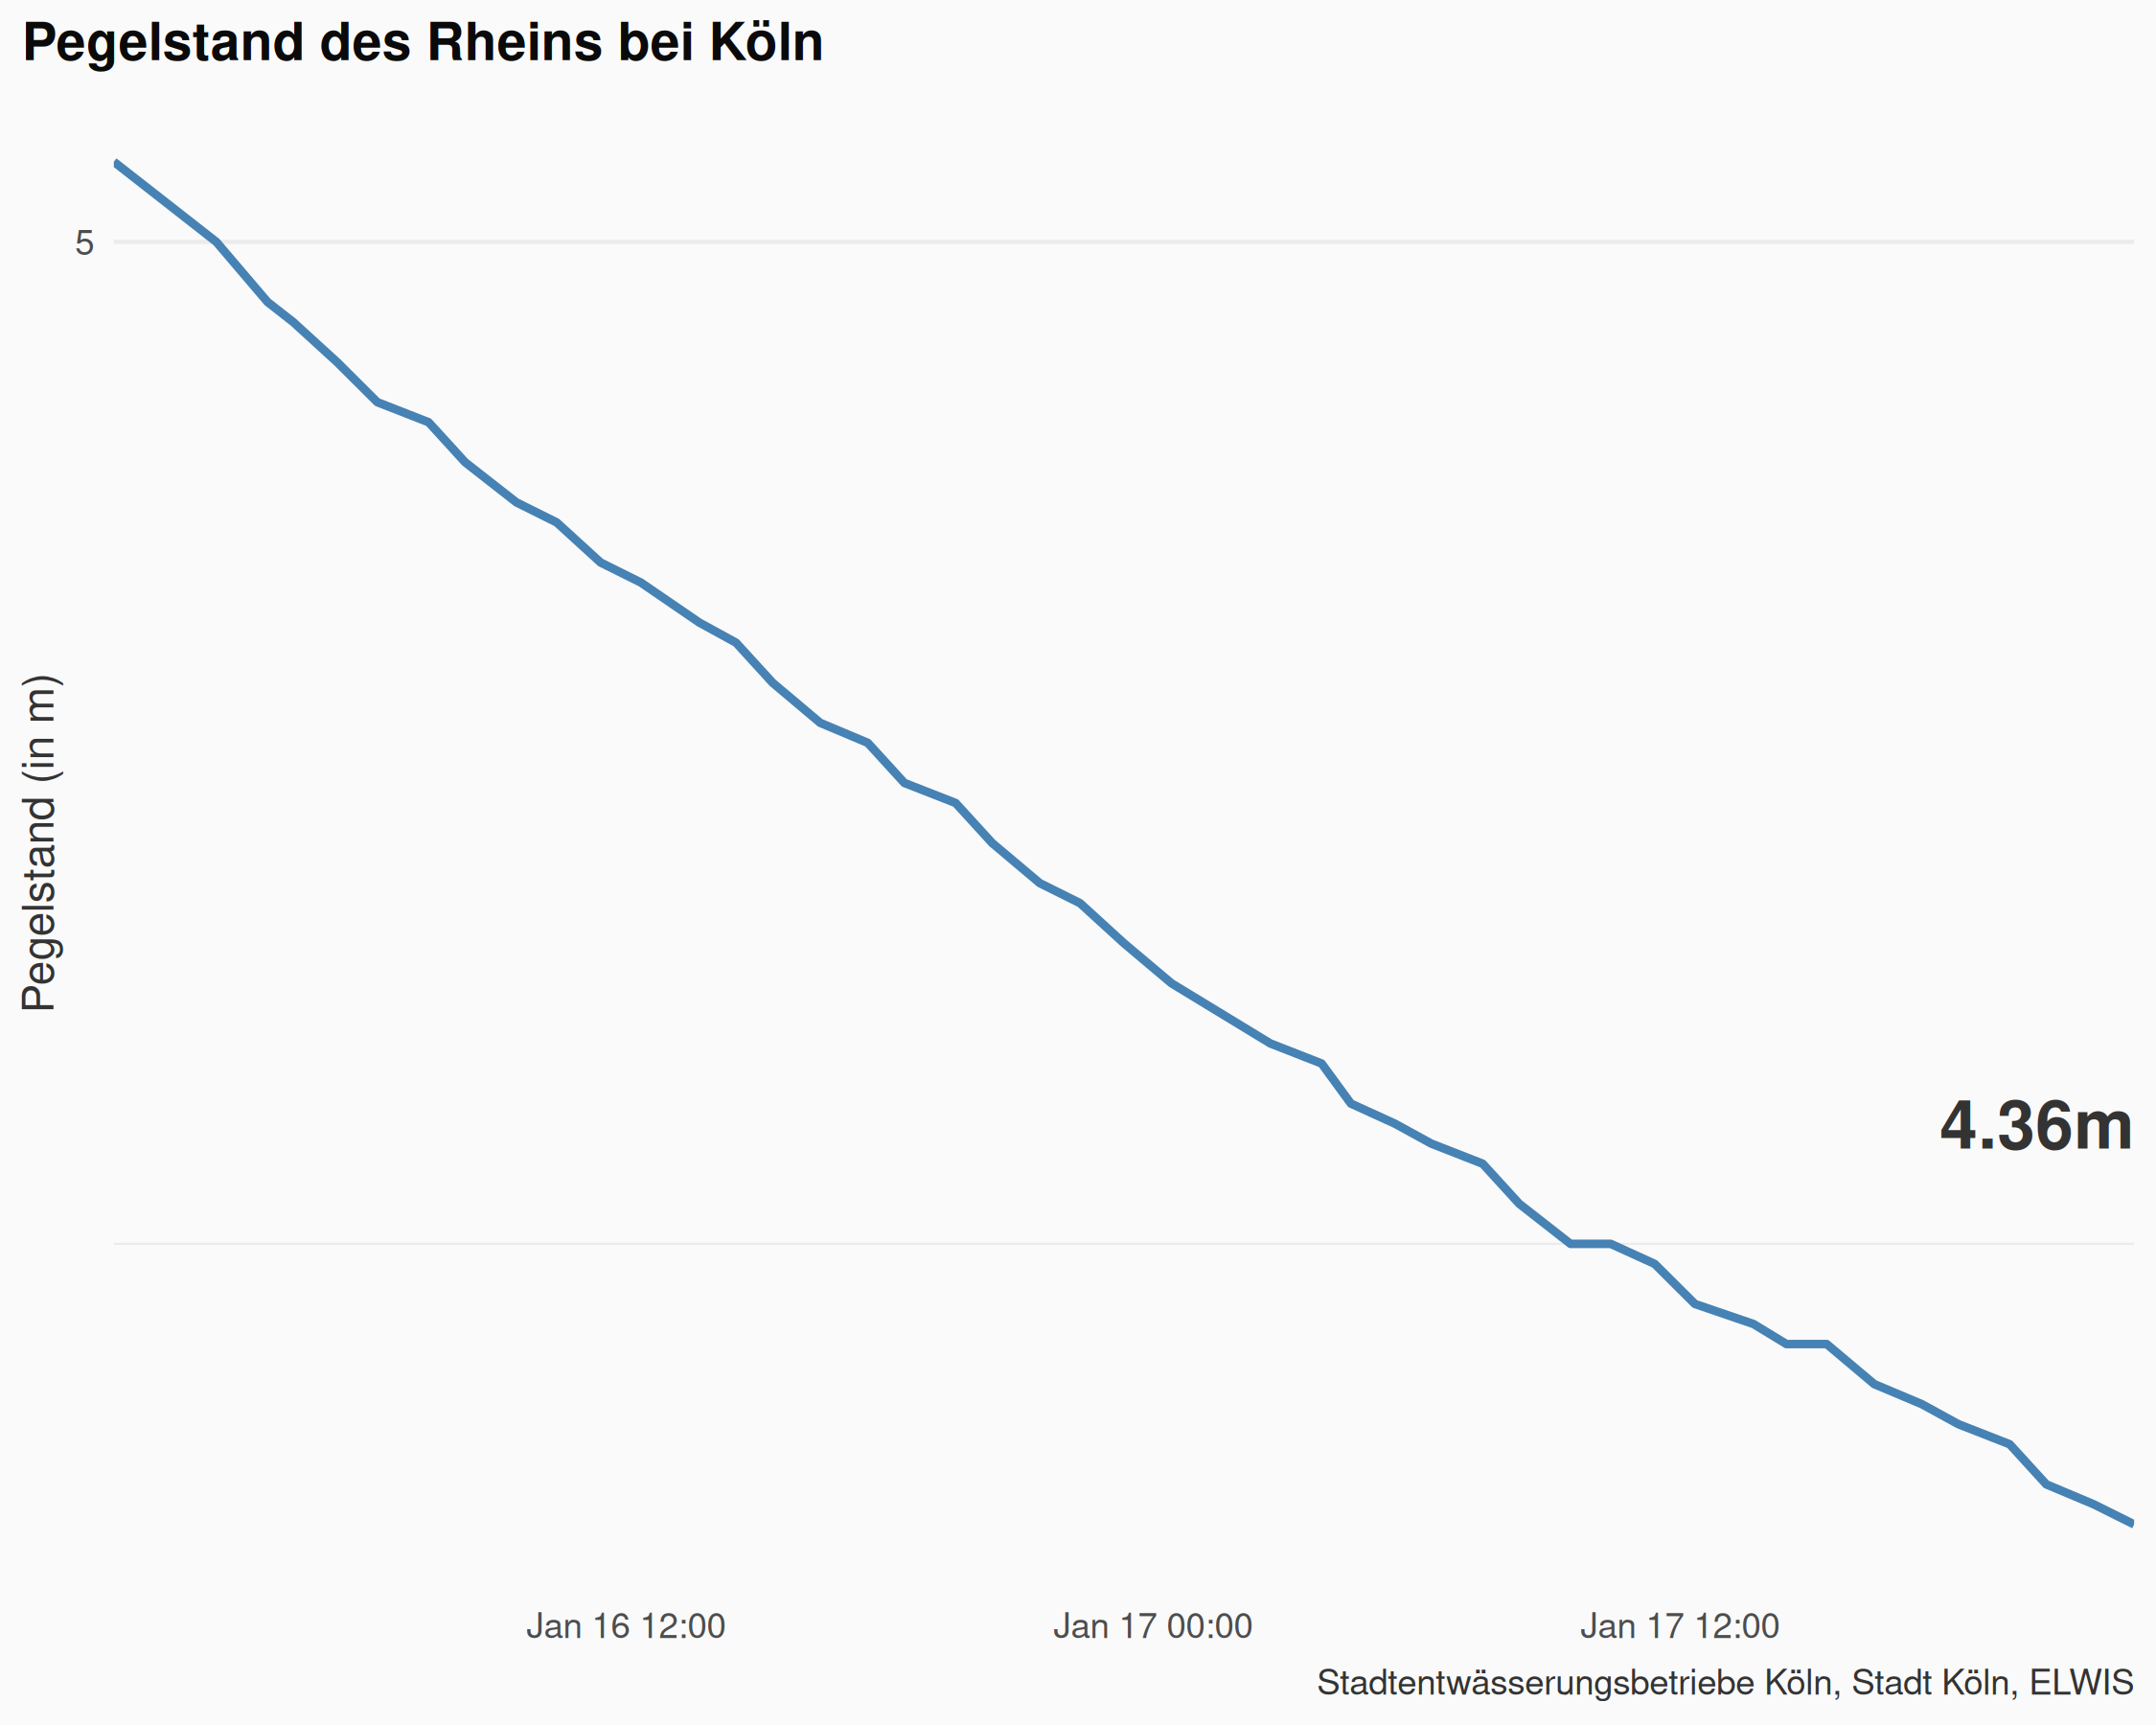 Pegelstand des Rheins bei Köln
5
Pegelstand (in m)
4.36m
Jan 16 12:00
Jan 17 00:00
Jan 17 12:00
Stadtentwässerungsbetriebe Köln, Stadt Köln, ELWIS